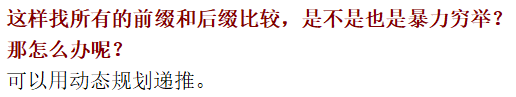 这样找所有的前缀和后缀比较，是不是也是暴力穷举？
那怎么办呢？
可以用动态规划递推。